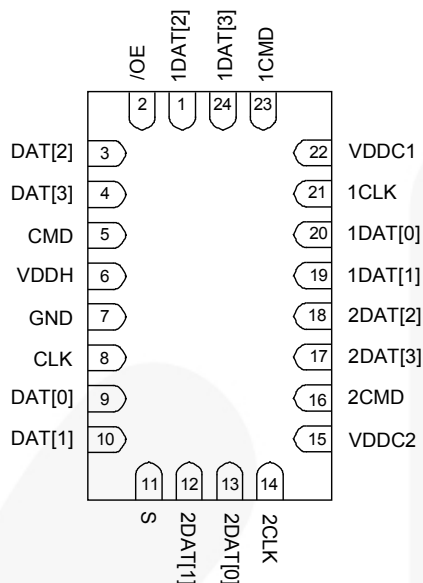 /OE
1DAT[2]
1DAT[3]
1CMD
2
1
24
23
DAT[2] 3
22 VDDC1
DAT[3] 4
21 1CLK
CMD 5
20 1DAT[0]
VDDH 6
19 1DAT[1]
GND 7
18 2DAT[2]
CLK 8
17 2DAT[3]
DAT[0] 9
16 2CMD
DAT[1] 10
15 VDDC2
11
12
13
14
S
2DAT[1]
2DAT[0]
2CLK